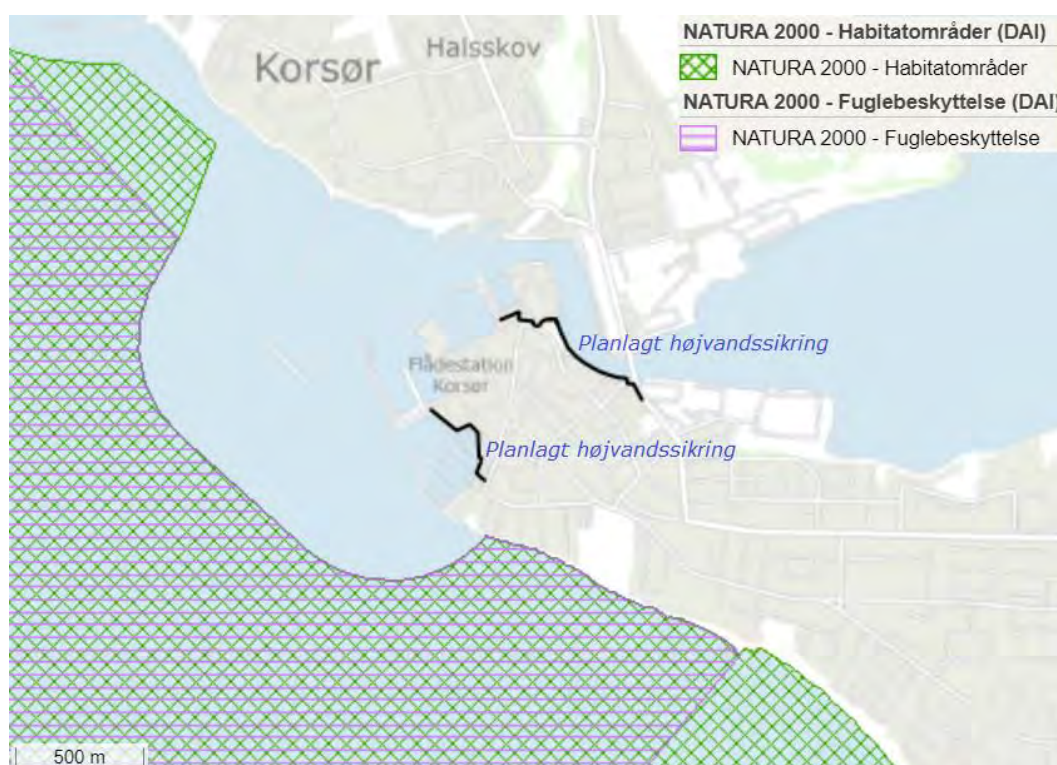 NATURA 2000 - Habitatområder (DAI)
NATURA 2000 - Habitatområder
NATURA 2000 - Fuglebeskyttelse (DAI)
NATURA 2000 - Fuglebeskyttelse
Halsskov
Korsør
Planlagt højvandssikring
Flådestation
Korsør
Planlagt højvandssikring
500 m